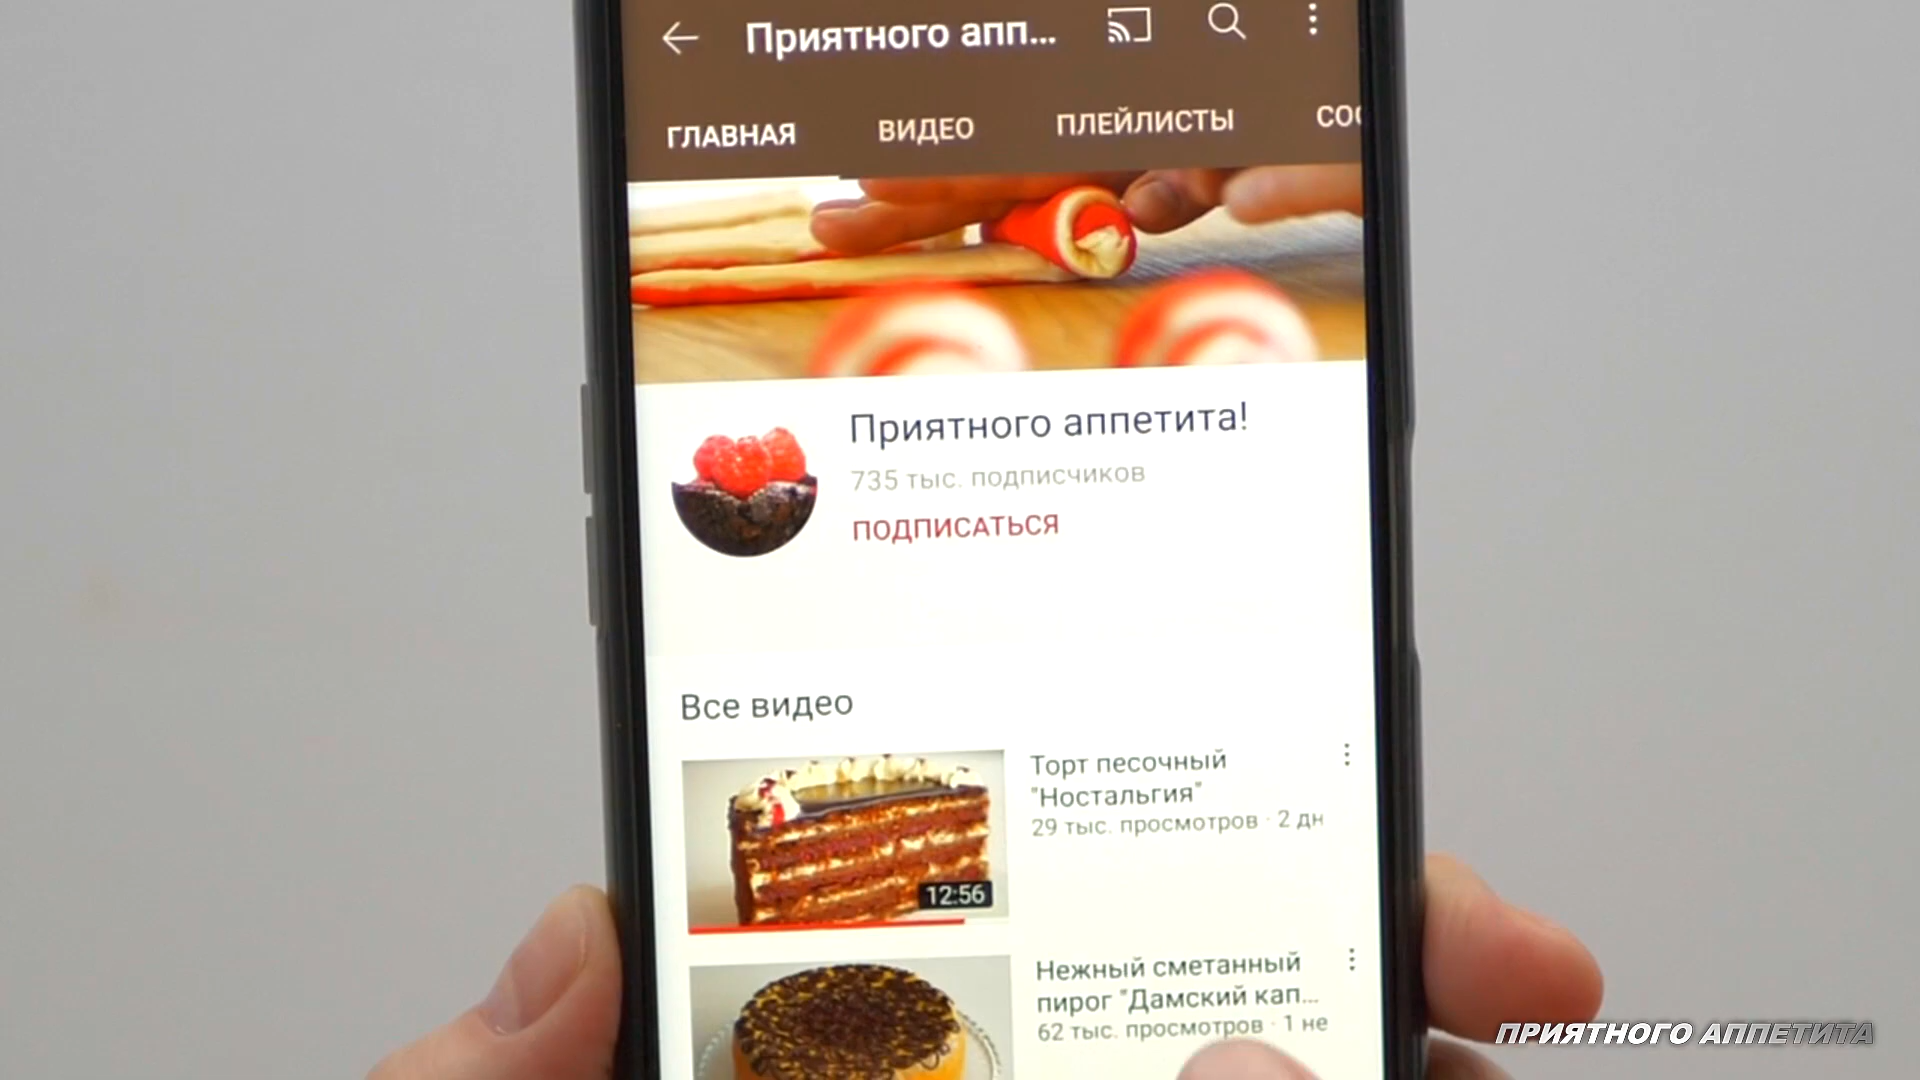 Приятного апп...
ГЛАВНАЯ ВИДЕО ПЛЕЙЛИСТЫ СОО
Приятного аппетита!
735 тыс. подписчиков
ПОДПИСАТЬСЯ
Все видео
Торт песочный
"Ностальгия"
29 тыс. просмотров · 2 дн
12:56
Нежный сметанный
пирог "Дамский кап...
62 тыс. просмотров · 1 не
ПРИЯТНОГО АППЕТИТА